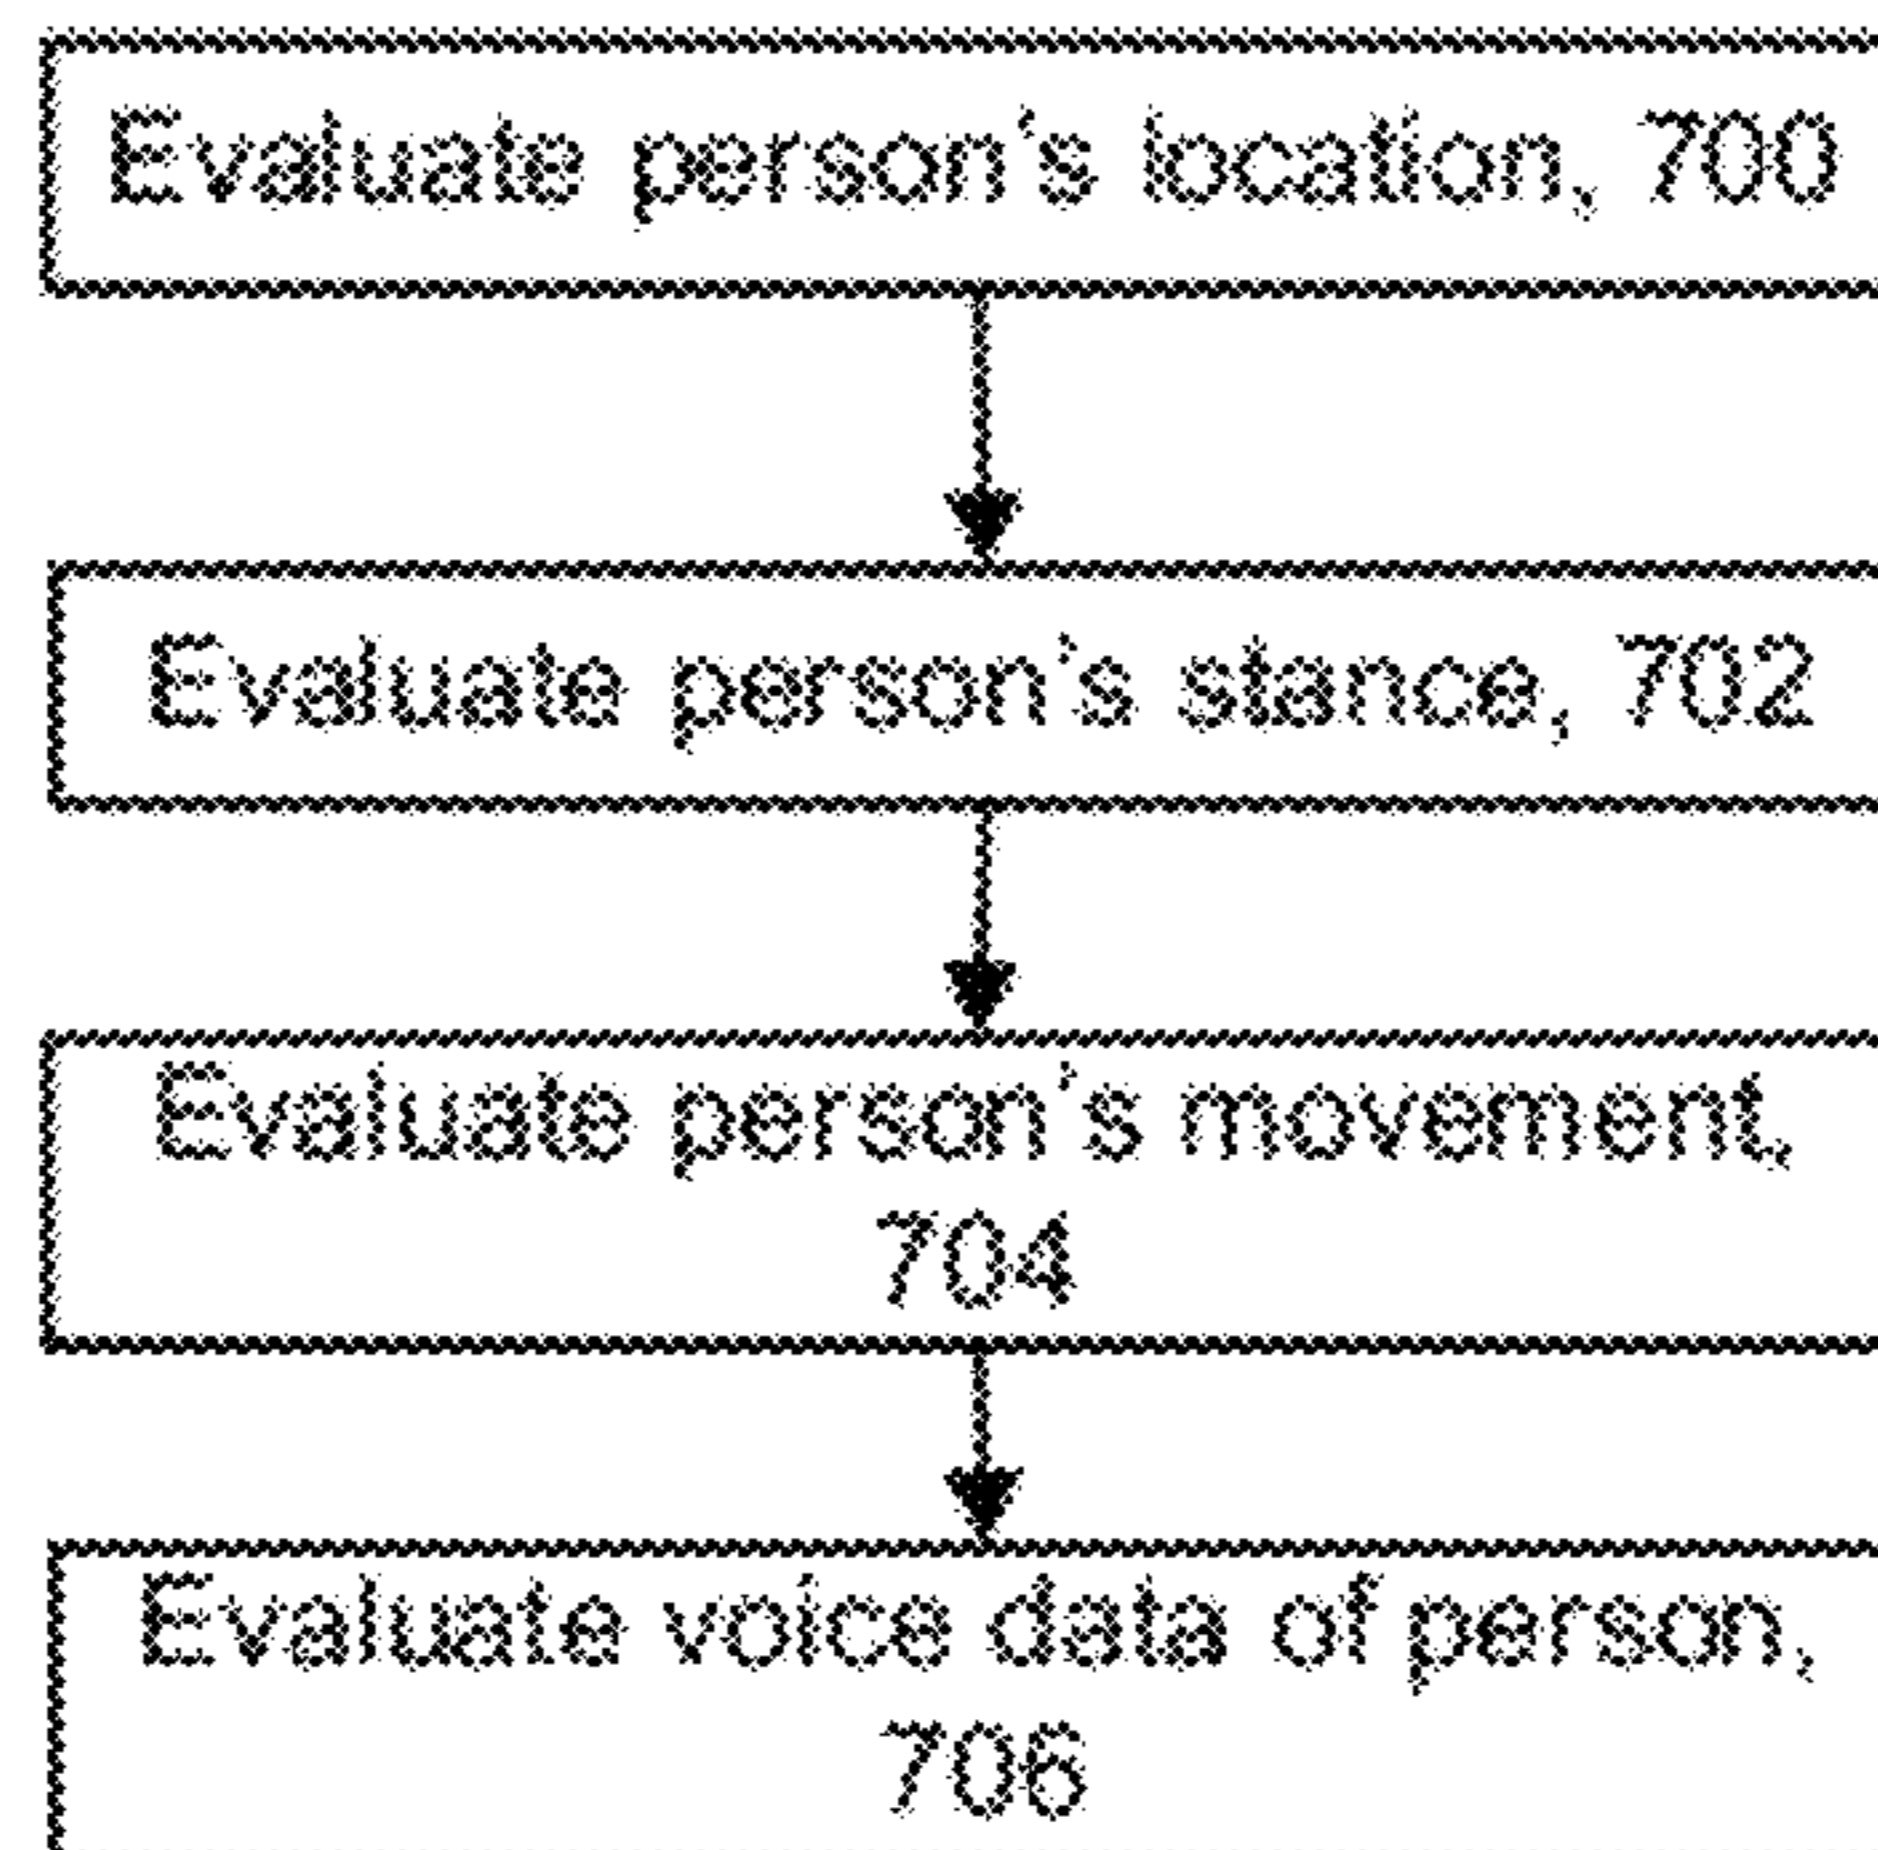 Evaluate person's location, 700
Evaluate person's stance, 702
Evaluate person's movement,
704
Evaluate voice data of person,
706